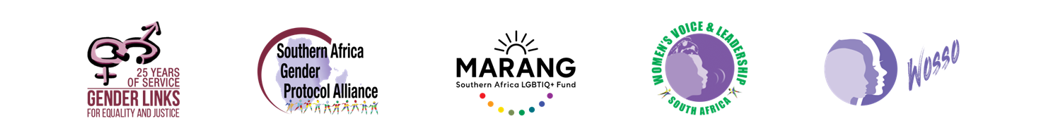 25 YEARS
OF SERVICE
GENDER LINKS
FOR EQUALITY AND JUSTICE
Southern Africa
Gender
Protocol Alliance
MARANG
Southern Africa LGBTIQ+ Fund
WOMEN'S VOICE & LEADERSHIP
SOUTH AFRICA
Wosso